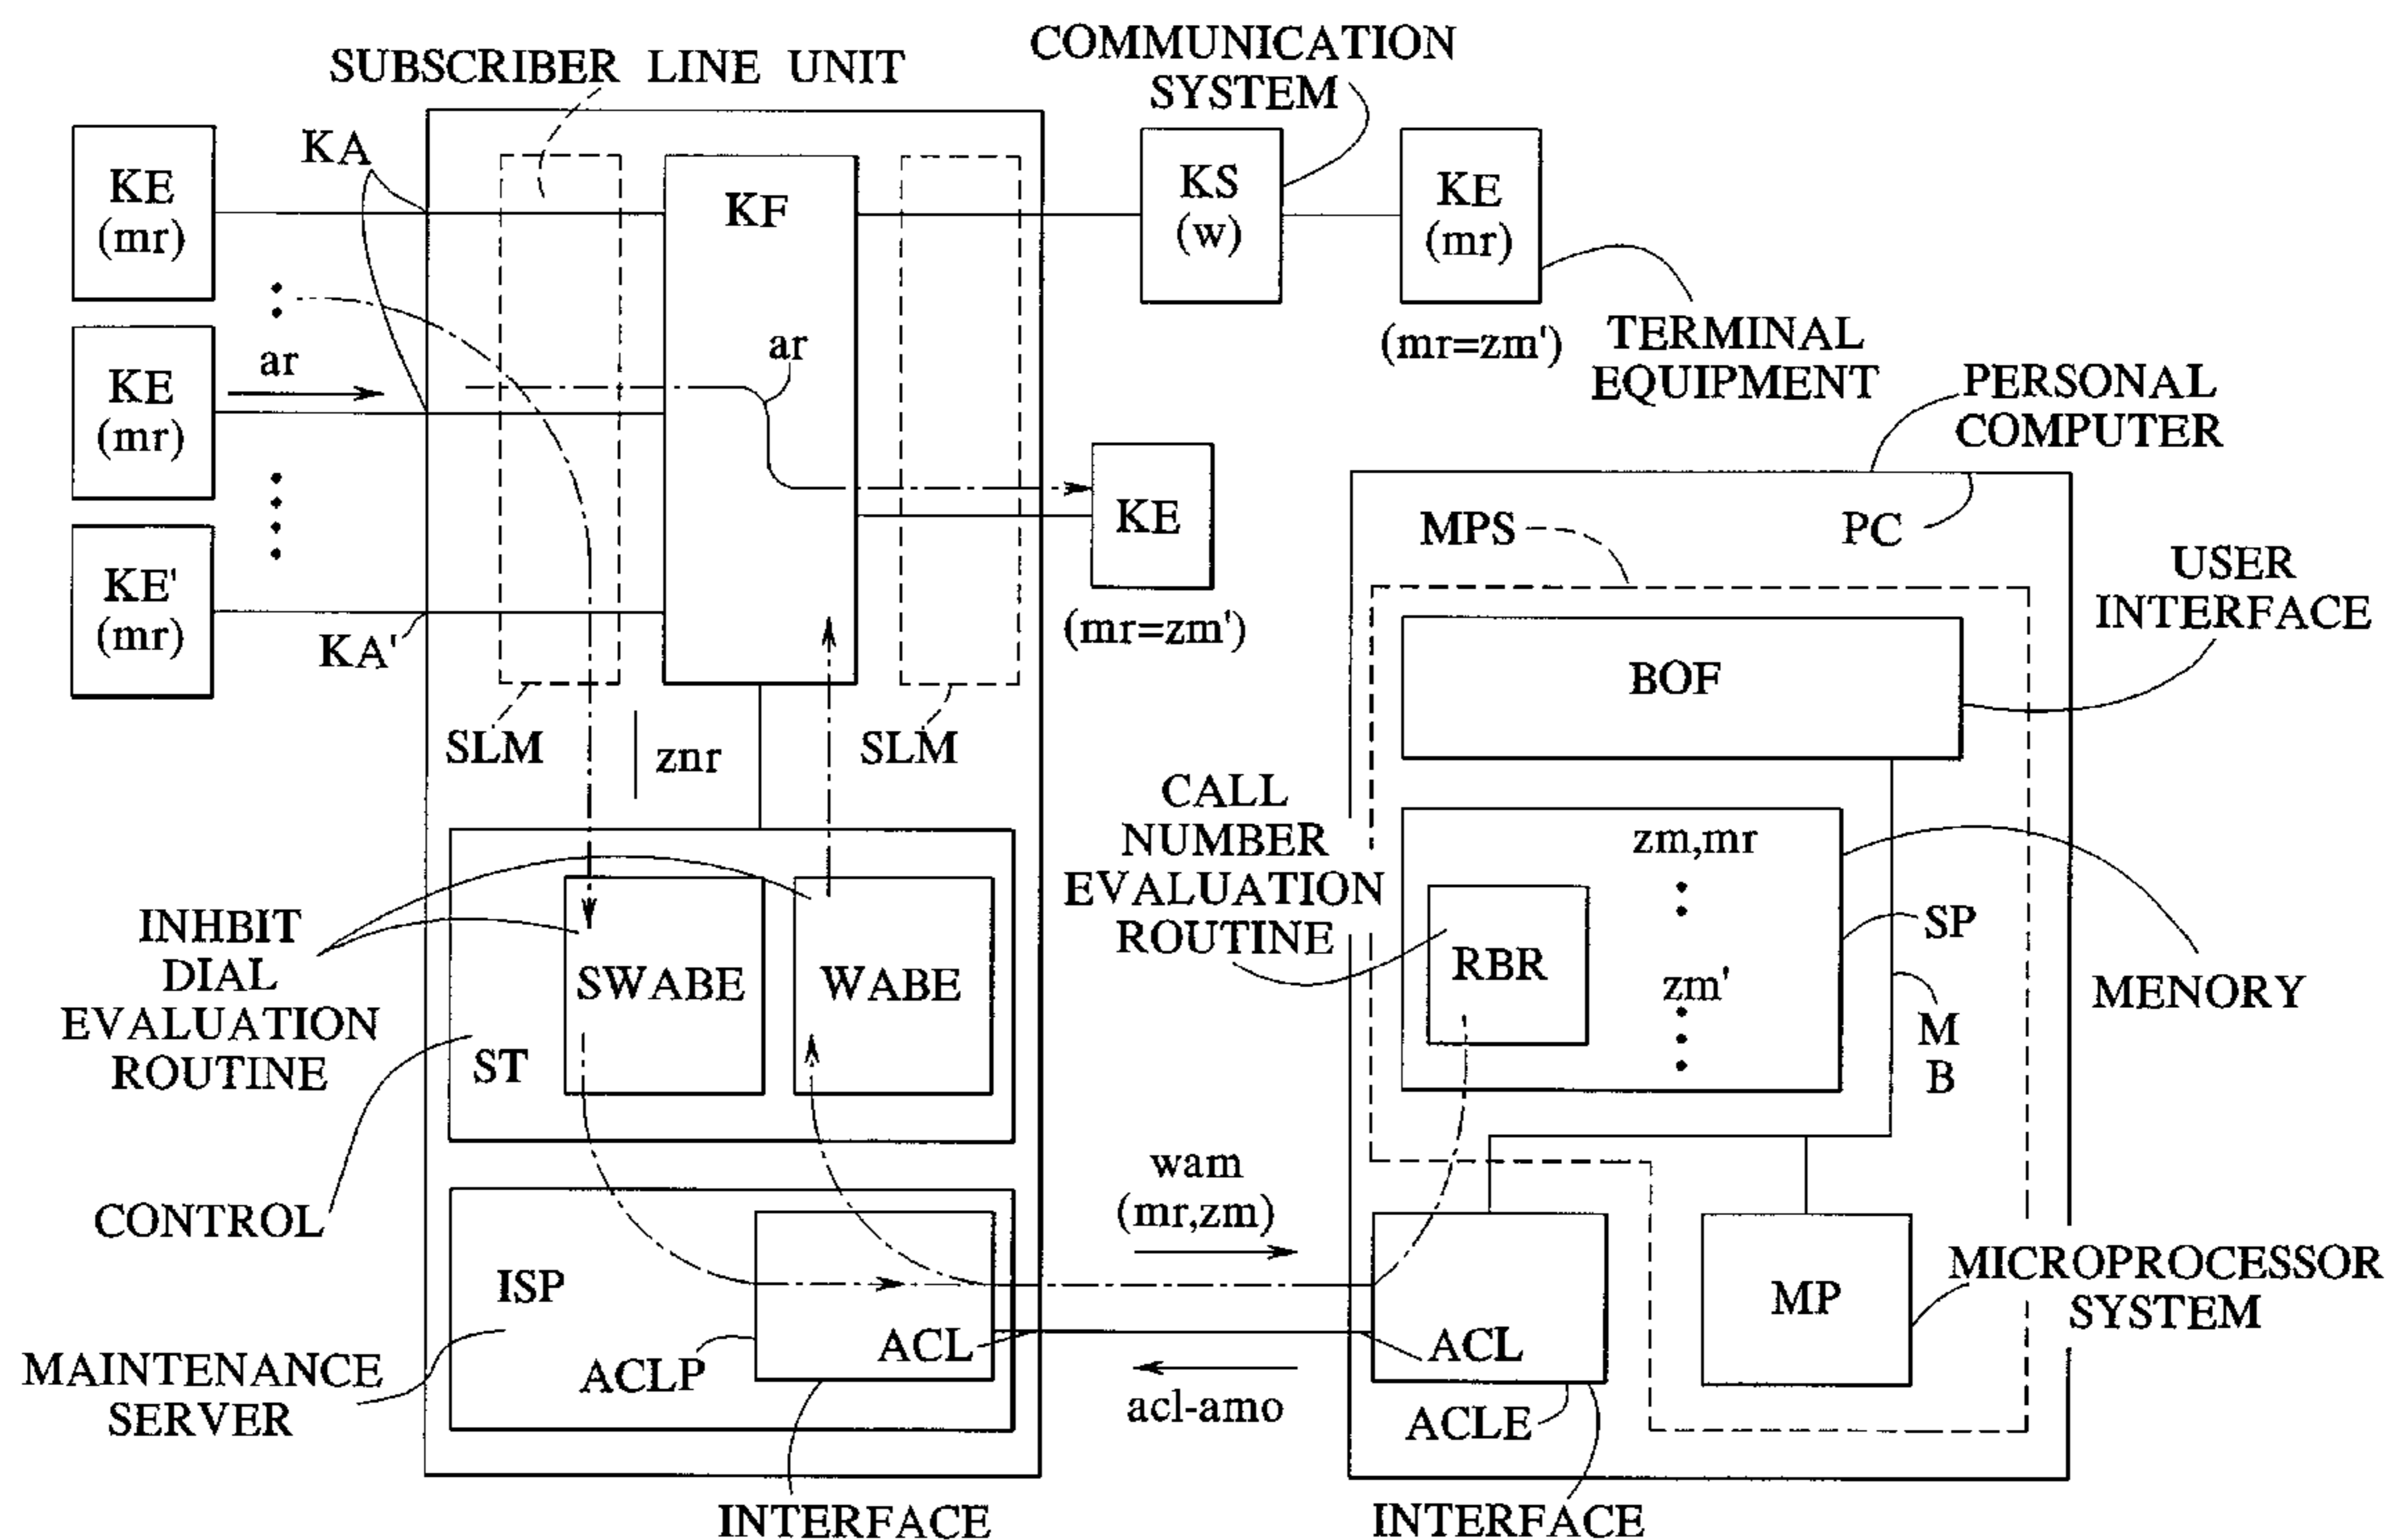 SUBSCRIBER LINE UNIT
COMMUNICATION
SYSTEM
KE
(mr)
KA
KF
KS
(w)
KE
(mr)
ar
KE
(mr)
ar
(mr=zm')
TERMINAL
EQUIPMENT
PERSONAL
COMPUTER
KE'
(mr)
KA'
KE
(mr=zm')
MPS
PC
USER
INTERFACE
BOF
SLM
znr
SLM
CALL
NUMBER
EVALUATION
ROUTINE
zm,mr
RBR
zm'
SP
MENORY
M
B
INHBIT
DIAL
EVALUATION
ROUTINE
ST
SWABE
WABE
CONTROL
wam
(mr,zm)
ISP
ACLP
ACL
ACL
MP
MICROPROCESSOR
SYSTEM
MAINTENANCE
SERVER
acl-amo
ACLE
INTERFACE
INTERFACE